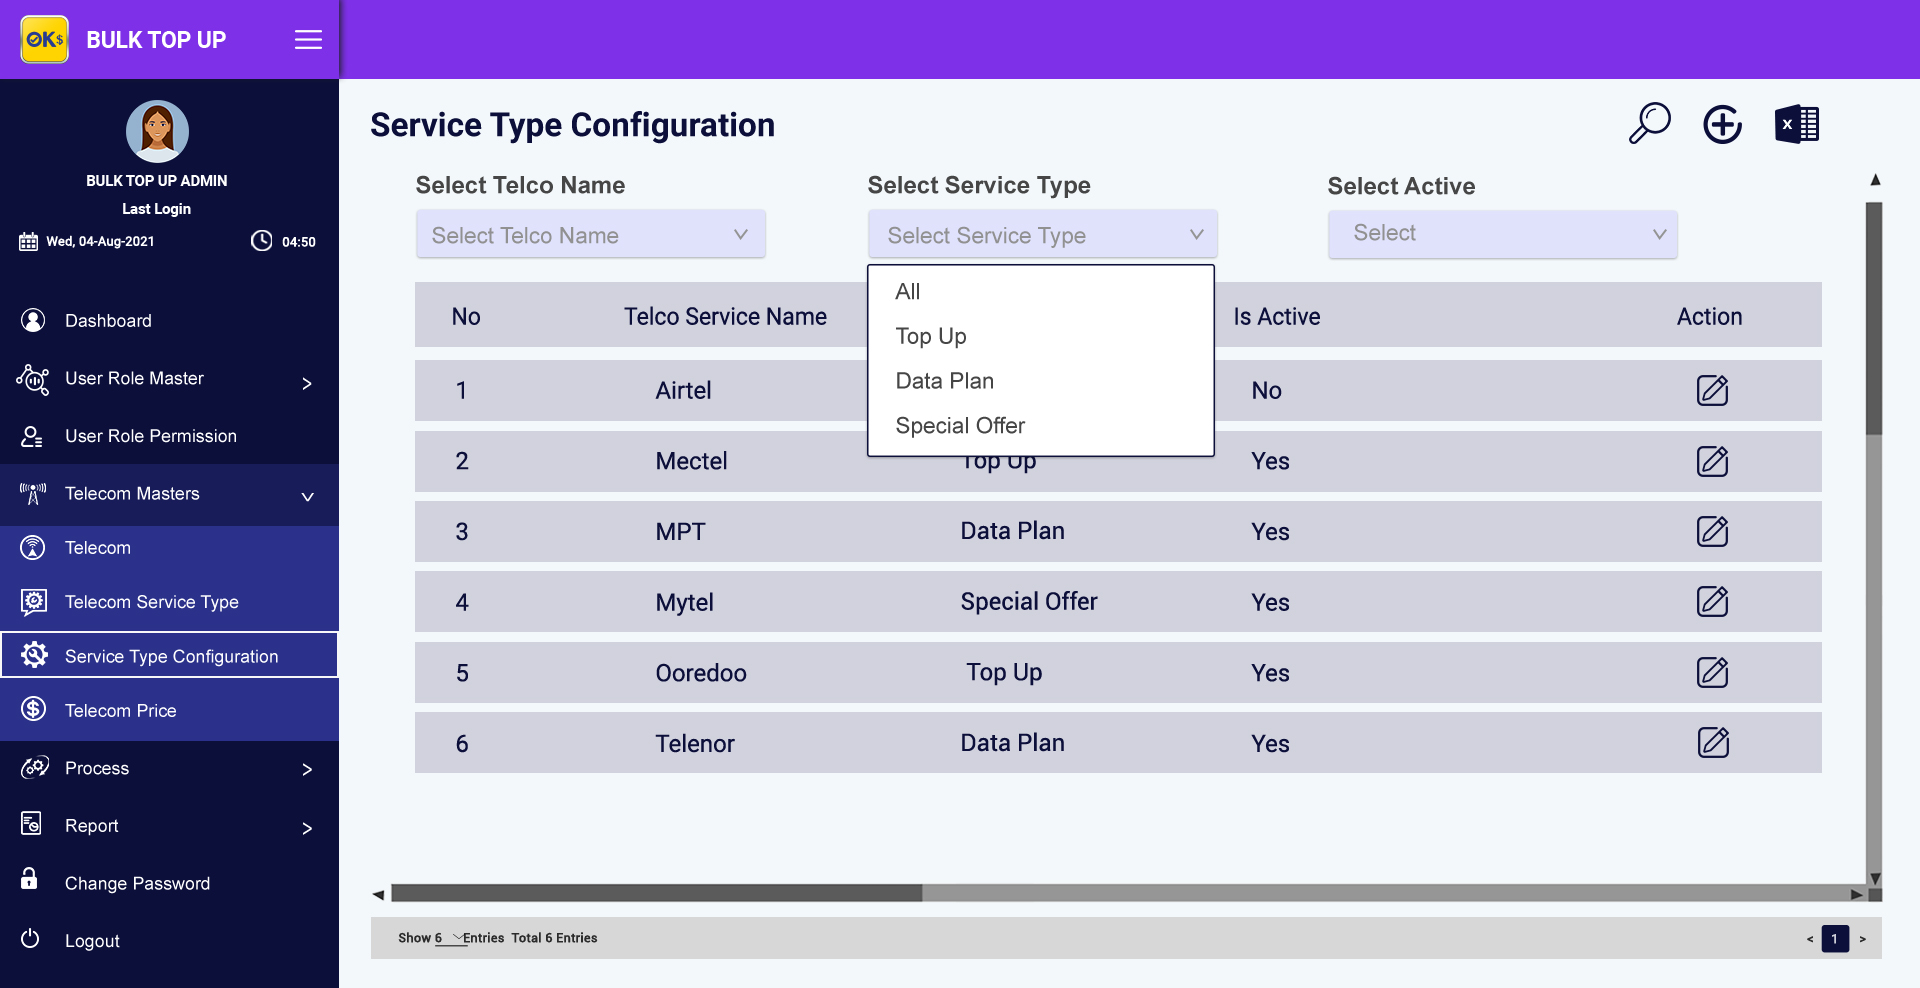 OK$ BULK TOP UP
BULK TOP UP ADMIN
Last Login
Wed, 04-Aug-2021 04:50
Dashboard
User Role Master >
User Role Permission
Telecom Masters
Telecom
Telecom Service Type
Service Type Configuration
Telecom Price
Process >
Report >
Change Password
Logout
Service Type Configuration
X
Select Telco Name Select Service Type Select Active
Select Telco Name Select Service Type Select
All
Top Up
Data Plan
Special Offer
No Telco Service Name Is Active Action
1 Airtel No
2 Mectel Top Up Yes
3 MPT Data Plan Yes
4 Mytel Special Offer Yes
5 Ooredoo Top Up Yes
6 Telenor Data Plan Yes
Show 6 Entries Total 6 Entries < 1 >